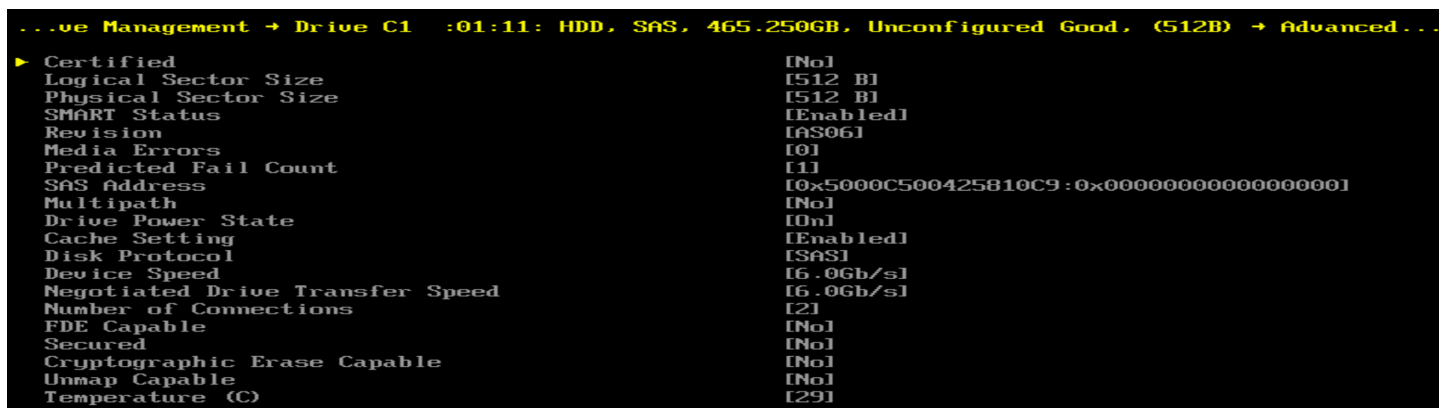 ...ve Management → Drive C1 :01:11: HDD, SAS, 465.250GB, Unconfigured Good, (512B) → Advanced...
► Certified [No]
Logical Sector Size [512 B]
Physical Sector Size [512 B]
SMART Status [Enabled]
Revision [AS06]
Media Errors [0]
Predicted Fail Count [1]
SAS Address [0x5000C500425810C9:0x0000000000000000]
Multipath [No]
Drive Power State [On]
Cache Setting [Enabled]
Disk Protocol [SAS]
Device Speed [6.0Gb/s]
Negotiated Drive Transfer Speed [6.0Gb/s]
Number of Connections [2]
FDE Capable [No]
Secured [No]
Cryptographic Erase Capable [No]
Unmap Capable [No]
Temperature (C) [29]